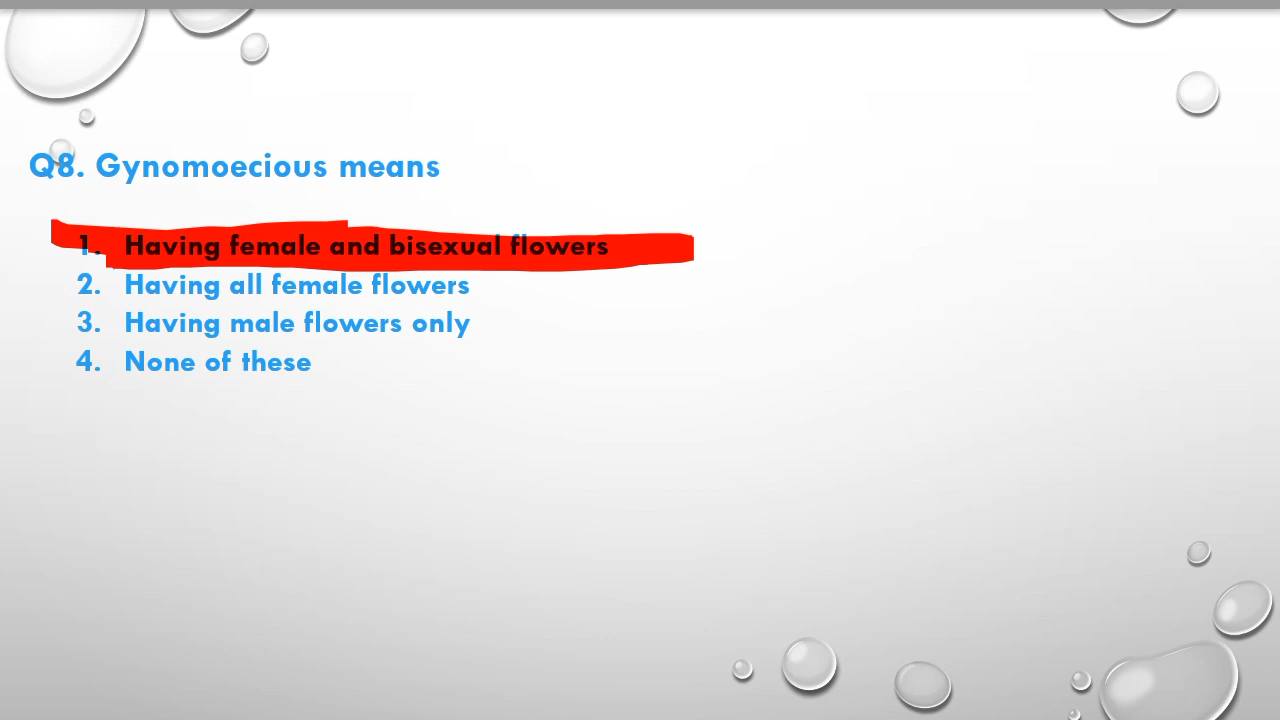 Q8. Gynomoecious means
1. Having female and bisexual flowers
2. Having all female flowers
3. Having male flowers only
4. None of these